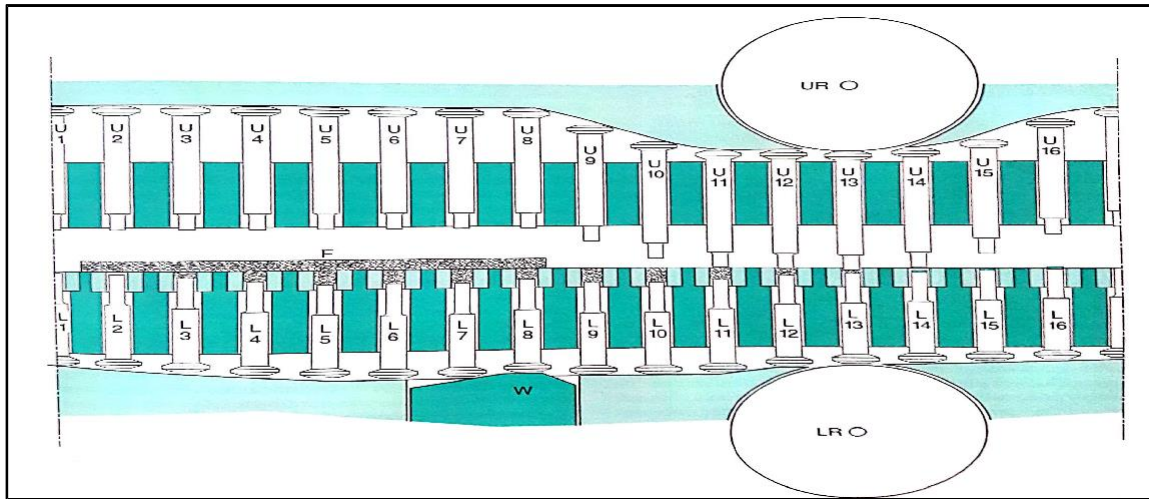 UR
U 1
U 2
U 3
U 4
U 5
U 6
U 7
U 8
U 9
U 10
U 11
U 12
U 13
U 14
U 15
U 16
F
L 1
L 2
L 3
L 4
L 5
L 6
L 7
L 8
L 9
L 10
L 11
L 12
L 13
L 14
L 15
L 16
W
LR